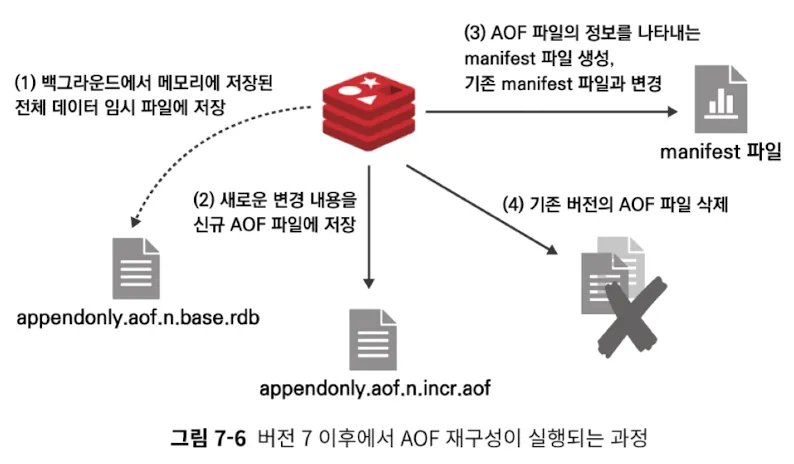 (1) 백그라운드에서 메모리에 저장된
전체 데이터 임시 파일에 저장
(3) AOF 파일의 정보를 나타내는
manifest 파일 생성,
기존 manifest 파일과 변경
manifest 파일
(2) 새로운 변경 내용을
신규 AOF 파일에 저장
(4) 기존 버전의 AOF 파일 삭제
appendonly.aof.n.base.rdb
appendonly.aof.n.incr.aof
그림 7-6 버전 7 이후에서 AOF 재구성이 실행되는 과정